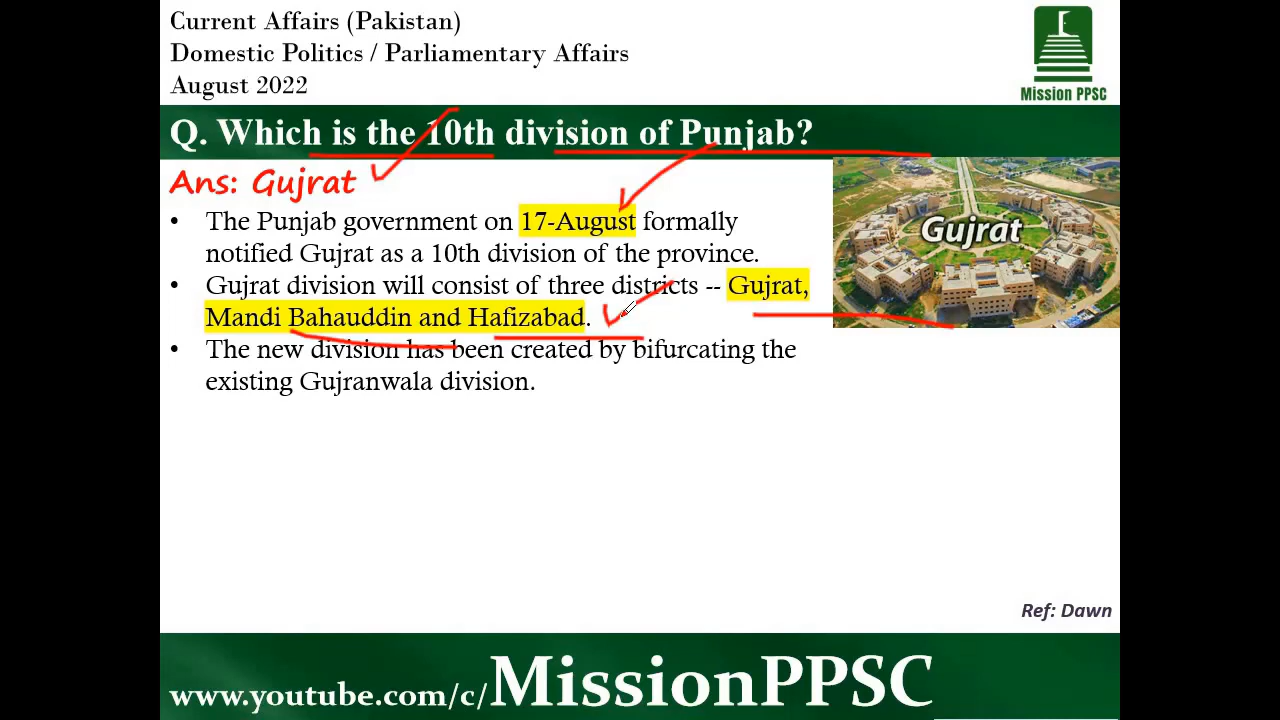 Current Affairs (Pakistan)
Domestic Politics / Parliamentary Affairs
August 2022
Mission PPSC
Q. Which is the 10th division of Punjab?
Ans: Gujrat
• The Punjab government on 17-August formally
notified Gujrat as a 10th division of the province.
• Gujrat division will consist of three districts -- Gujrat,
Mandi Bahauddin and Hafizabad.
• The new division has been created by bifurcating the
existing Gujranwala division.
Gujrat
Ref: Dawn
www.youtube.com/c/MissionPPSC